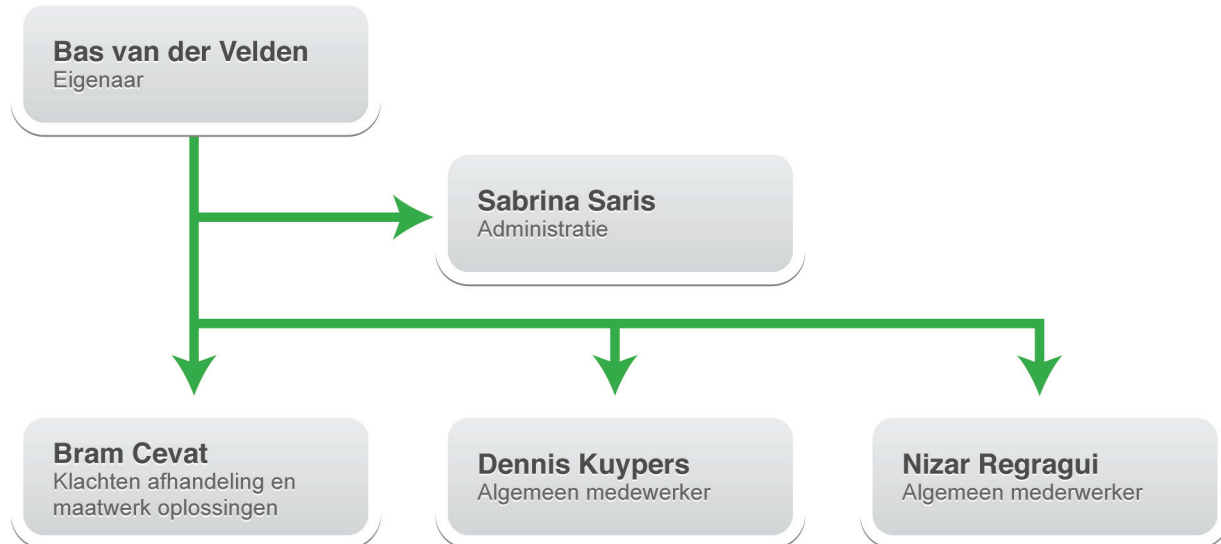 Bas van der Velden
Eigenaar
Sabrina Saris
Administratie
Bram Cevat
Klachten afhandeling en
maatwerk oplossingen
Dennis Kuypers
Algemeen medewerker
Nizar Regragui
Algemeen mederwerker